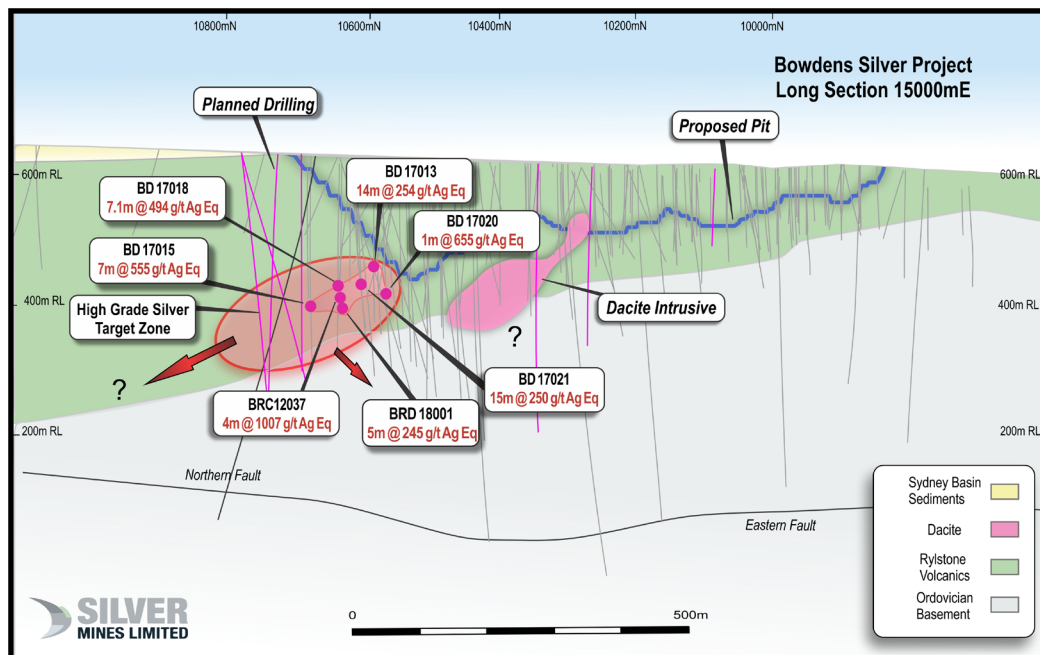 10800mN
10600mN
10400mN
10200mN
10000mN
Bowdens Silver Project
Long Section 15000mE
Planned Drilling
Proposed Pit
600m RL
600m RL
BD 17013
14m @ 254 g/t Ag Eq
BD 17018
7.1m @ 494 g/t Ag Eq
BD 17020
1m @ 655 g/t Ag Eq
BD 17015
7m @ 555 g/t Ag Eq
400m RL
400m RL
High Grade Silver
Target Zone
Dacite Intrusive
?
?
BD 17021
15m @ 250 g/t Ag Eq
BRC12037
4m @ 1007 g/t Ag Eq
BRD 18001
5m @ 245 g/t Ag Eq
200m RL
200m RL
Northern Fault
Eastern Fault
Sydney Basin
Sediments
Dacite
Rylstone
Volcanics
Ordovician
Basement
SILVER
MINES LIMITED
0
500m